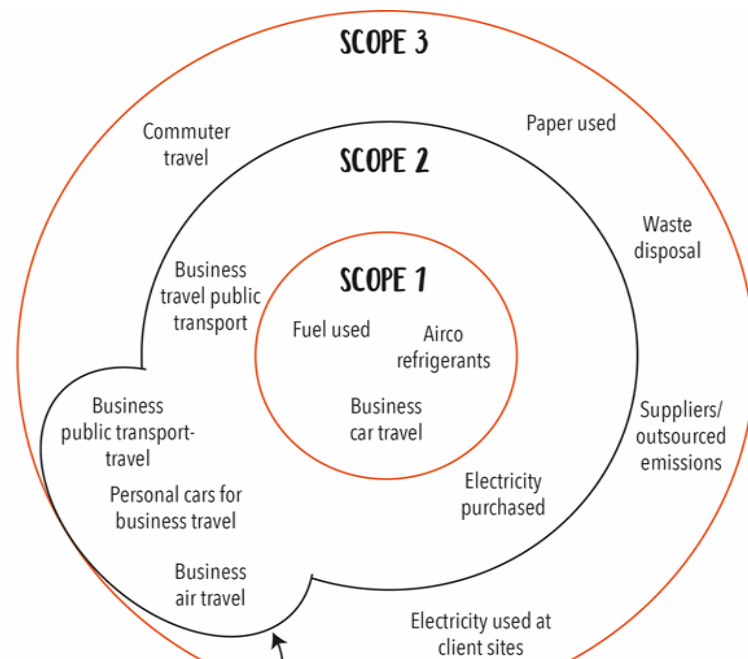 SCOPE 3
Commuter
travel
Paper used
SCOPE 2
Waste
disposal
Business
travel public
transport
SCOPE 1
Fuel used
Airco
refrigerants
Business
car travel
Business
public transport-
travel
Suppliers/
outsourced
emissions
Personal cars for
business travel
Electricity
purchased
Business
air travel
Electricity used at
client sites